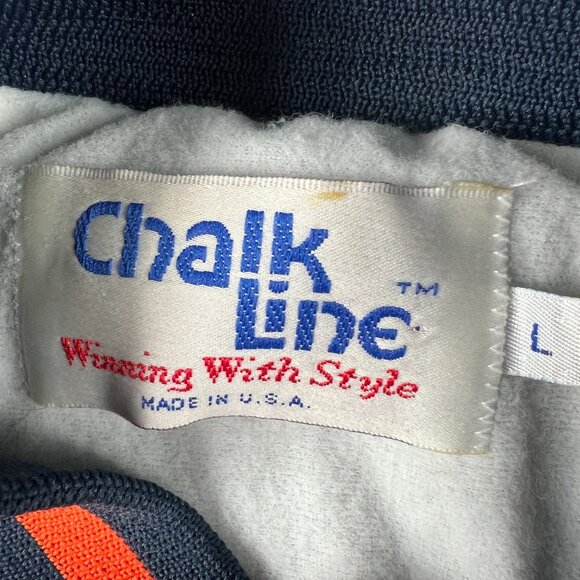 Chalk
Line™
Winning With Style
MADE IN U.S.A.
L